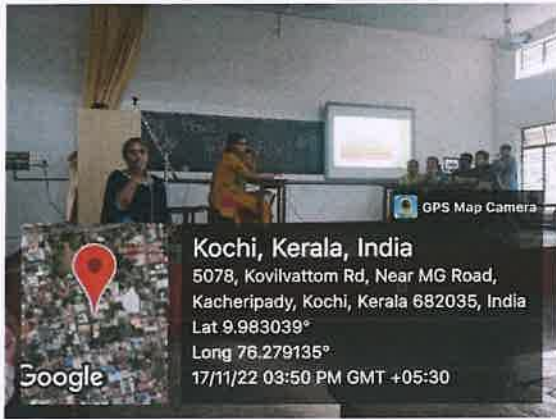 GPS Map Camera
Kochi, Kerala, India
5078, Kovilvattom Rd, Near MG Road,
Kacheripady, Kochi, Kerala 682035, India
Lat 9.983039°
Long 76.279135°
17/11/22 03:50 PM GMT +05:30
Google